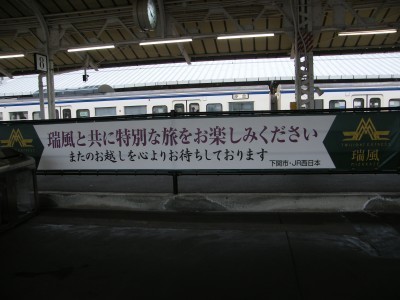 瑞風と共に特別な旅をお楽しみください
またのお越しを心よりお待ちしております
下関市・JR西日本
瑞風